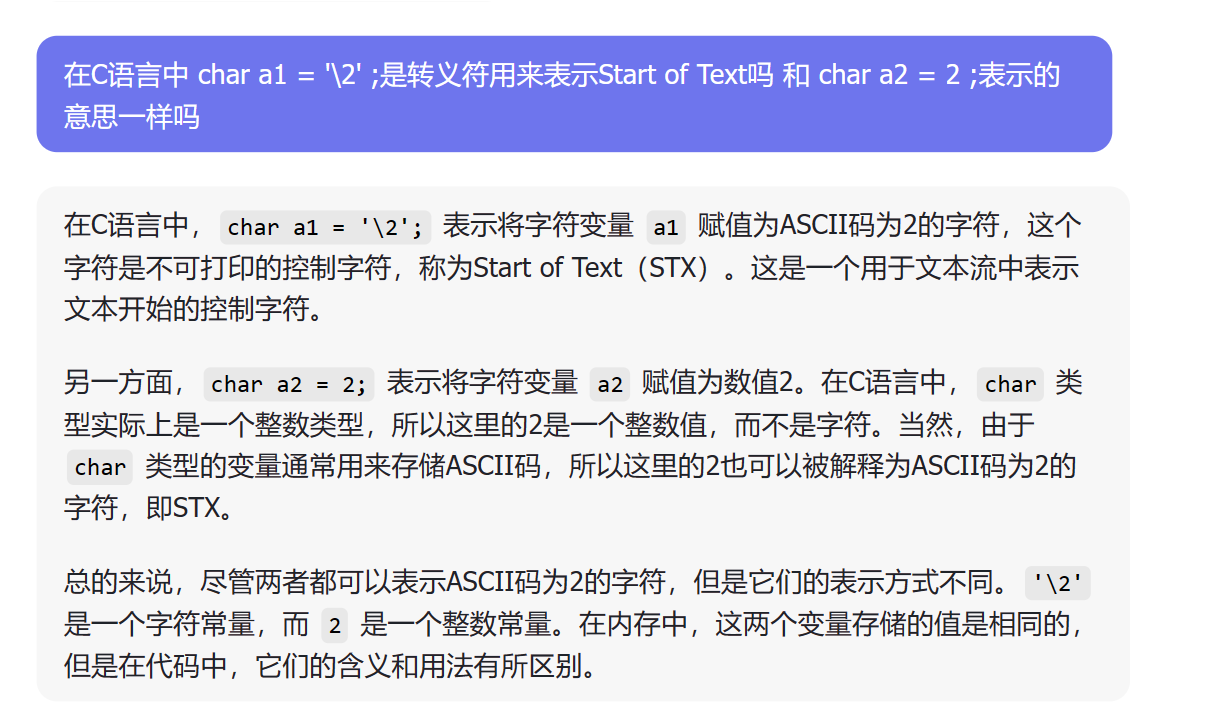 在C语言中 char a1 = '\2' ;是转义符用来表示Start of Text吗 和 char a2 = 2 ;表示的
意思一样吗
在C语言中， char a1 = '\2'; 表示将字符变量 a1 赋值为ASCII码为2的字符，这个
字符是不可打印的控制字符，称为Start of Text（STX）。这是一个用于文本流中表示
文本开始的控制字符。
另一方面， char a2 = 2; 表示将字符变量 a2 赋值为数值2。在C语言中， char 类
型实际上是一个整数类型，所以这里的2是一个整数值，而不是字符。当然，由于
char 类型的变量通常用来存储ASCII码，所以这里的2也可以被解释为ASCII码为2的
字符，即STX。
总的来说，尽管两者都可以表示ASCII码为2的字符，但是它们的表示方式不同。 '\2'
是一个字符常量，而 2 是一个整数常量。在内存中，这两个变量存储的值是相同的，
但是在代码中，它们的含义和用法有所区别。